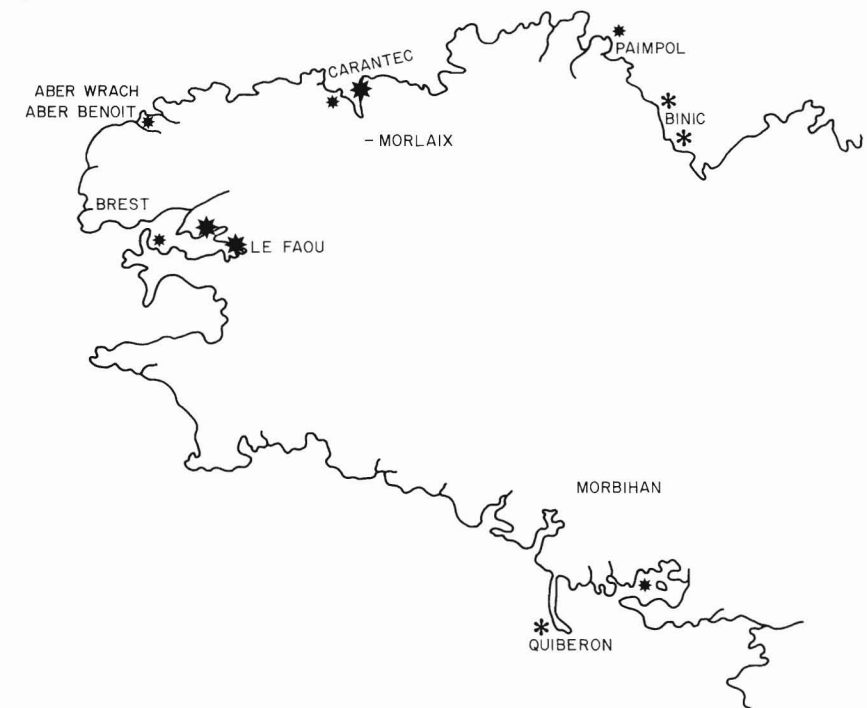 PAIMPOL
CARANTEC
ABER WRACH
ABER BENOIT
BINIC
– MORLAIX
BREST
LE FAOU
MORBIHAN
QUIBERON